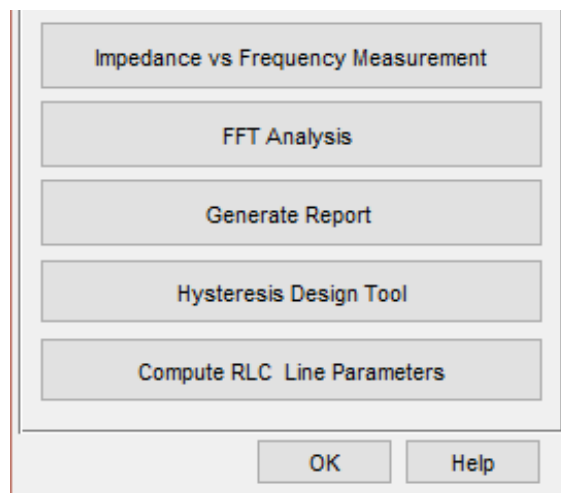 Impedance vs Frequency Measurement
FFT Analysis
Generate Report
Hysteresis Design Tool
Compute RLC  Line Parameters
OK Help